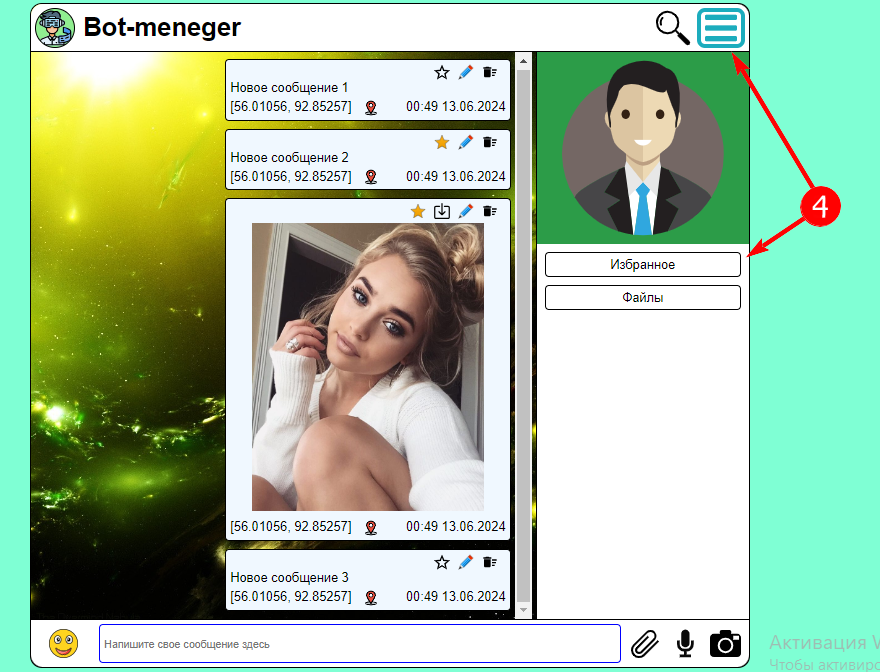 Bot-meneger
Новое сообщение 1
[56.01056, 92.85257] 00:49 13.06.2024
Новое сообщение 2
[56.01056, 92.85257] 00:49 13.06.2024
4
Избранное
Файлы
[56.01056, 92.85257] 00:49 13.06.2024
Новое сообщение 3
[56.01056, 92.85257] 00:49 13.06.2024
Напишите свое сообщение здесь
Активация W
Чтобы активиро